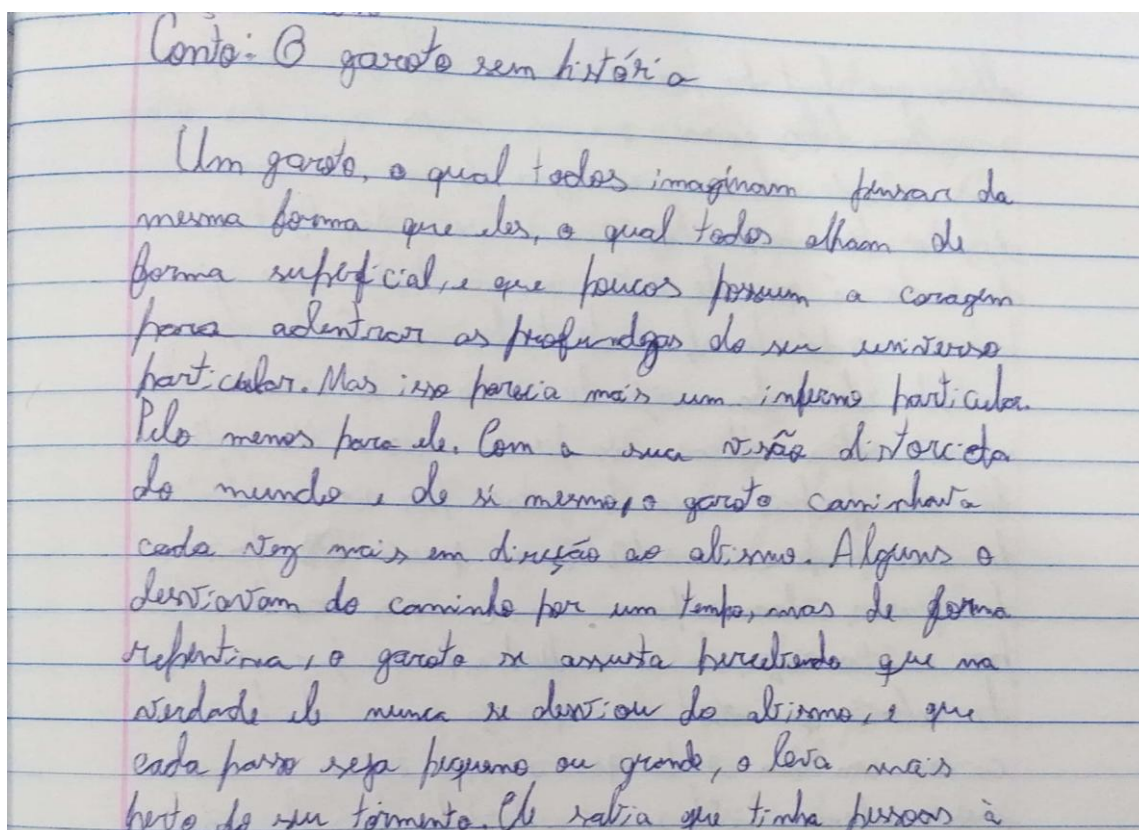 Conto: O garoto sem história
Um garoto, o qual todos imaginam pensar da
mesma forma que eles, o qual todos olham de
forma superficial, e que poucos possuem a coragem
para adentrar as profundezas do seu universo
particular. Mas isso parecia mais um inferno particular.
Pelo menos para ele. Com a sua visão distorcida
do mundo e de si mesmo, o garoto caminhava
cada vez mais em direção ao abismo. Alguns o
desviavam do caminho por um tempo, mas de forma
repentina, o garoto se assusta percebendo que na
verdade ele nunca se desviou do abismo, e que
cada passo seja pequeno ou grande, o leva mais
perto do seu tormento. Ele sabia que tinha pessoas à